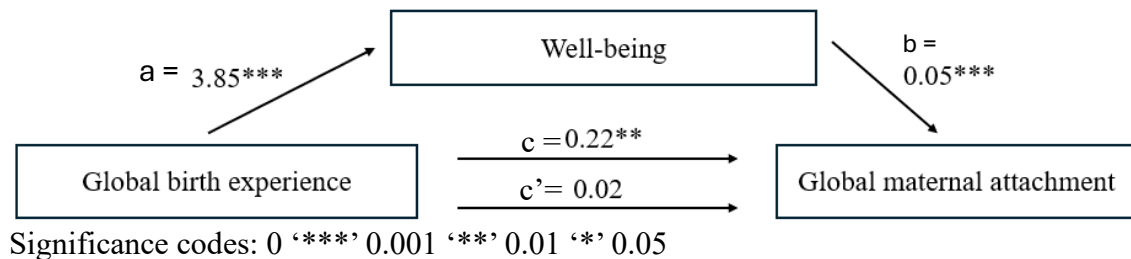 Well-being
a = 3.85***
b =
0.05***
Global birth experience
c =0.22**
c’= 0.02
Global maternal attachment
Significance codes: 0 ‘***’ 0.001 ‘**’ 0.01 ‘*’ 0.05